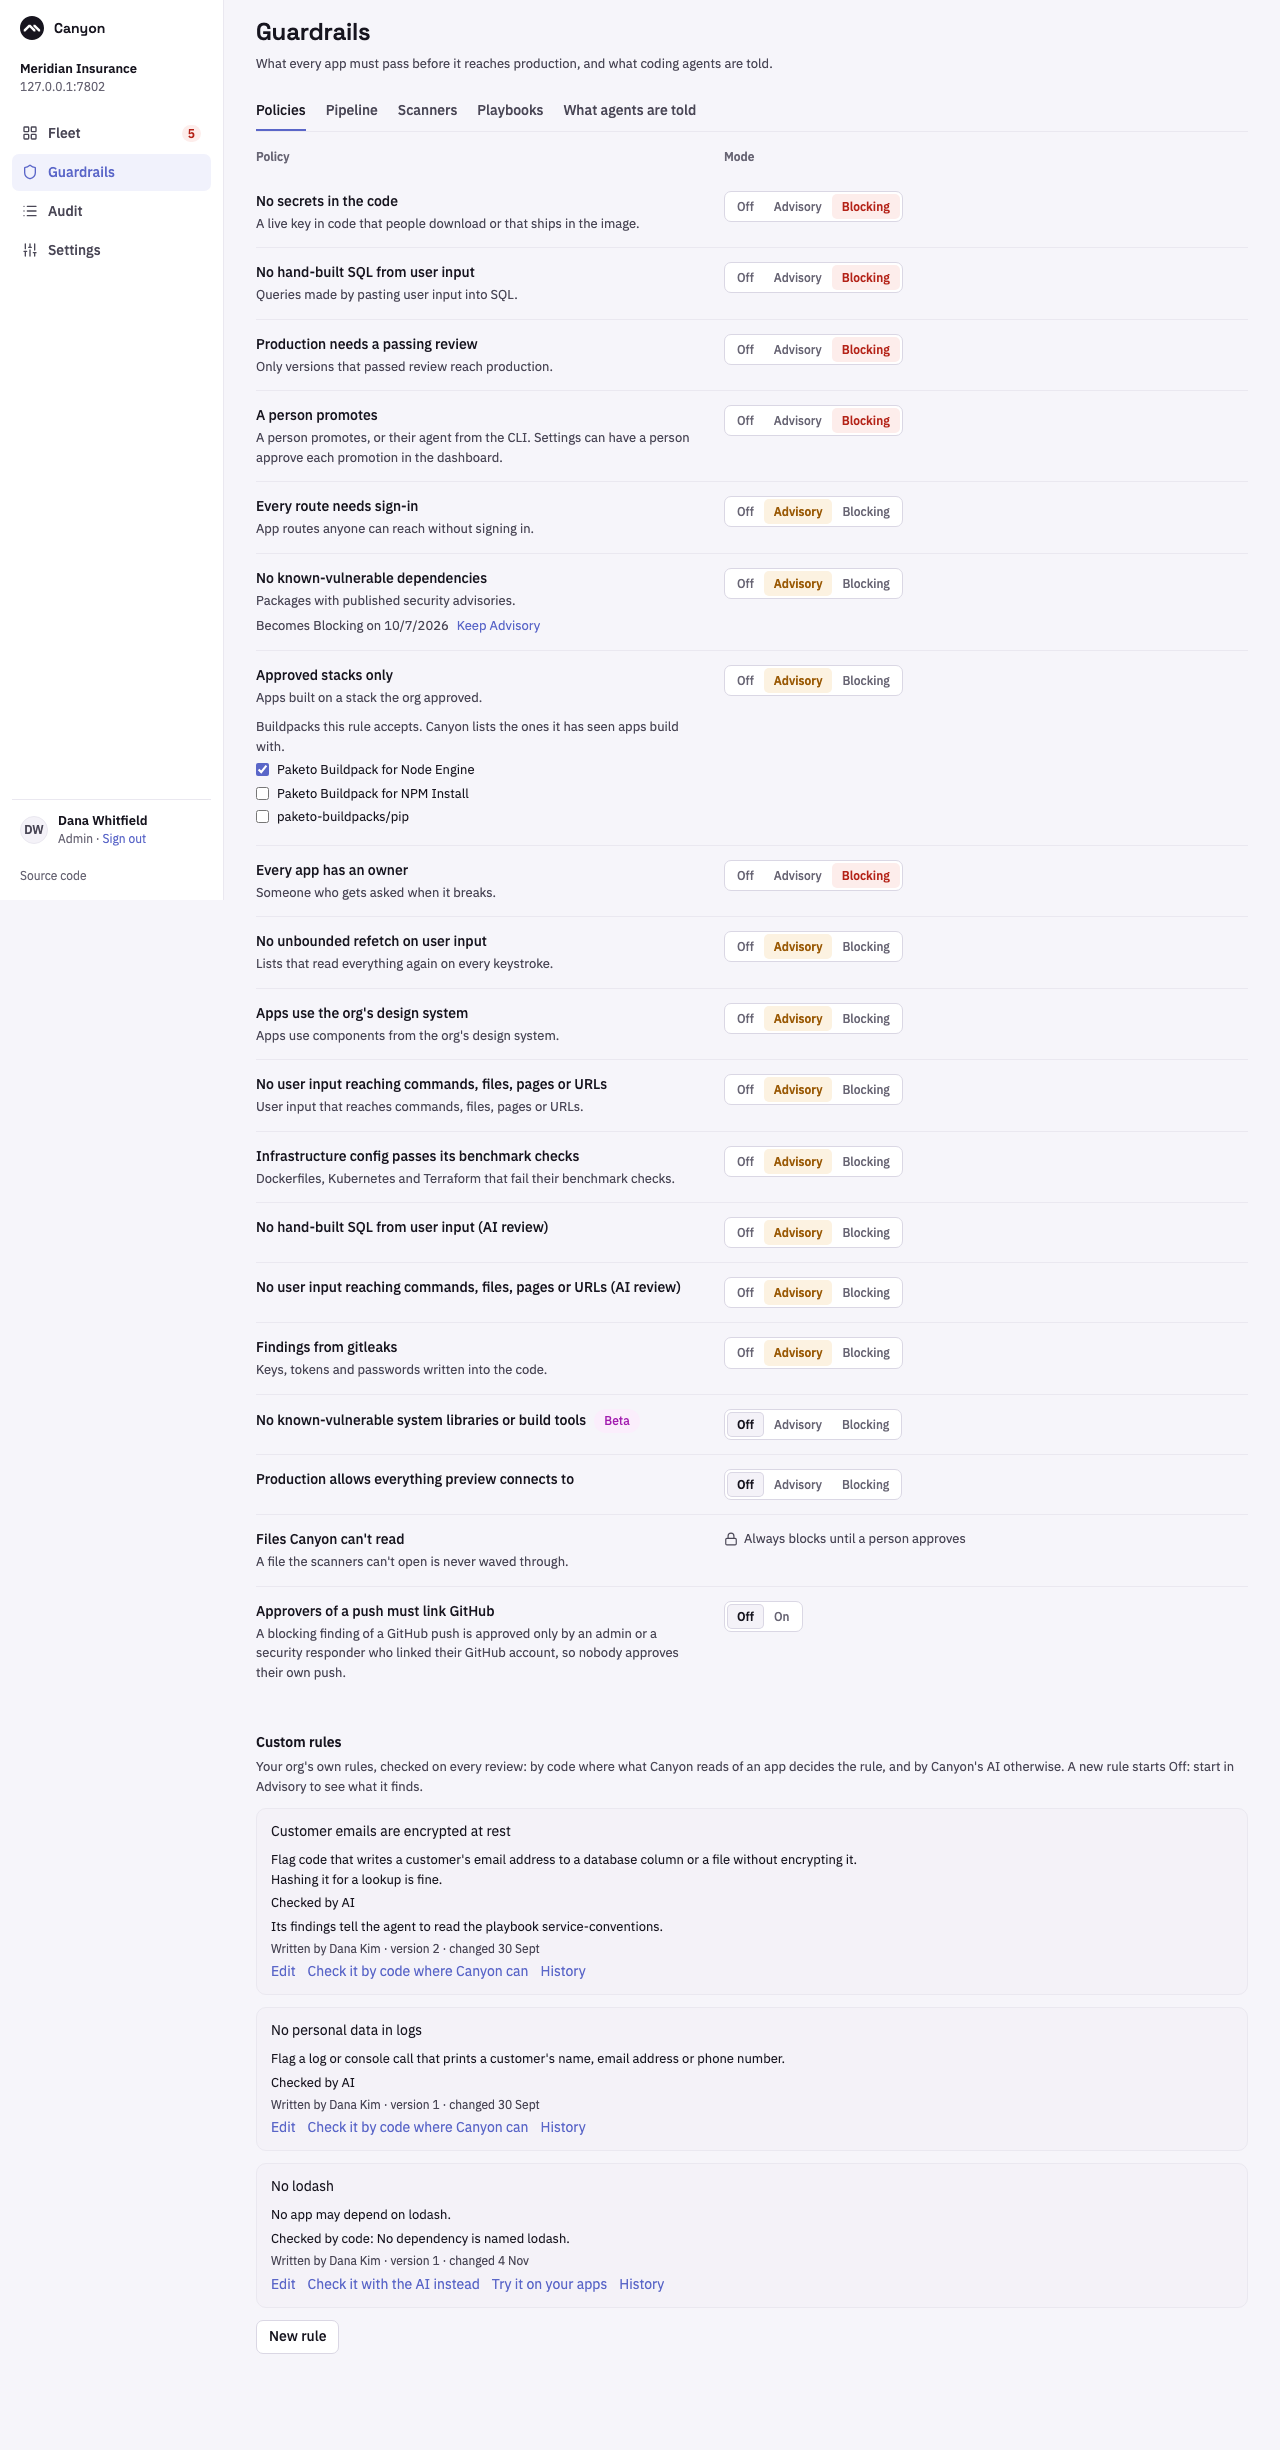 Canyon
Meridian Insurance
127.0.0.1:7802
Fleet 5
Guardrails
Audit
Settings
Dana Whitfield
DW
Admin · Sign out
Source code
Guardrails
What every app must pass before it reaches production, and what coding agents are told.
Policies Pipeline Scanners Playbooks What agents are told
Policy Mode
No secrets in the code
Off Advisory Blocking
A live key in code that people download or that ships in the image.
No hand-built SQL from user input
Off Advisory Blocking
Queries made by pasting user input into SQL.
Production needs a passing review
Off Advisory Blocking
Only versions that passed review reach production.
A person promotes
Off Advisory Blocking
A person promotes, or their agent from the CLI. Settings can have a person
approve each promotion in the dashboard.
Every route needs sign-in
Off Advisory Blocking
App routes anyone can reach without signing in.
No known-vulnerable dependencies
Off Advisory Blocking
Packages with published security advisories.
Becomes Blocking on 10/7/2026 Keep Advisory
Approved stacks only
Off Advisory Blocking
Apps built on a stack the org approved.
Buildpacks this rule accepts. Canyon lists the ones it has seen apps build
with.
Paketo Buildpack for Node Engine
Paketo Buildpack for NPM Install
paketo-buildpacks/pip
Every app has an owner
Off Advisory Blocking
Someone who gets asked when it breaks.
No unbounded refetch on user input
Off Advisory Blocking
Lists that read everything again on every keystroke.
Apps use the org's design system
Off Advisory Blocking
Apps use components from the org's design system.
No user input reaching commands, files, pages or URLs
Off Advisory Blocking
User input that reaches commands, files, pages or URLs.
Infrastructure config passes its benchmark checks
Off Advisory Blocking
Dockerfiles, Kubernetes and Terraform that fail their benchmark checks.
No hand-built SQL from user input (AI review)
Off Advisory Blocking
No user input reaching commands, files, pages or URLs (AI review)
Off Advisory Blocking
Findings from gitleaks
Off Advisory Blocking
Keys, tokens and passwords written into the code.
No known-vulnerable system libraries or build tools Beta
Off Advisory Blocking
Production allows everything preview connects to
Off Advisory Blocking
Files Canyon can't read
Always blocks until a person approves
A file the scanners can't open is never waved through.
Approvers of a push must link GitHub
Off On
A blocking finding of a GitHub push is approved only by an admin or a
security responder who linked their GitHub account, so nobody approves
their own push.
Custom rules
Your org's own rules, checked on every review: by code where what Canyon reads of an app decides the rule, and by Canyon's AI otherwise. A new rule starts Off: start in
Advisory to see what it finds.
Customer emails are encrypted at rest
Flag code that writes a customer's email address to a database column or a file without encrypting it.
Hashing it for a lookup is fine.
Checked by AI
Its findings tell the agent to read the playbook service-conventions.
Written by Dana Kim · version 2 · changed 30 Sept
Edit Check it by code where Canyon can History
No personal data in logs
Flag a log or console call that prints a customer's name, email address or phone number.
Checked by AI
Written by Dana Kim · version 1 · changed 30 Sept
Edit Check it by code where Canyon can History
No lodash
No app may depend on lodash.
Checked by code: No dependency is named lodash.
Written by Dana Kim · version 1 · changed 4 Nov
Edit Check it with the AI instead Try it on your apps History
New rule